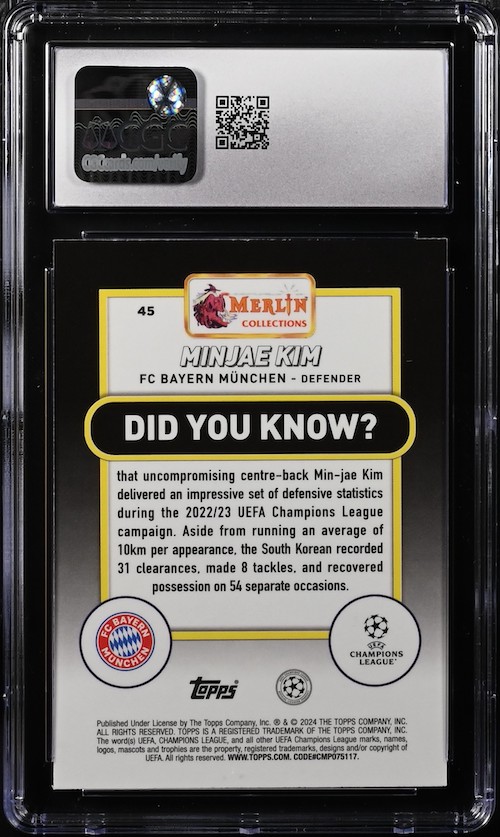 CGC
CGCcards.com/verify
45
MERLIN
COLLECTIONS
MINJAE KIM
FC BAYERN MÜNCHEN - DEFENDER
DID YOU KNOW?
that uncompromising centre-back Min-jae Kim
delivered an impressive set of defensive statistics
during the 2022/23 UEFA Champions League
campaign. Aside from running an average of
10km per appearance, the South Korean recorded
31 clearances, made 8 tackles, and recovered
possession on 54 separate occasions.
FC BAYERN
MÜNCHEN
UEFA
CHAMPIONS
LEAGUE
Topps
Published Under License by The Topps Company, Inc. ® & © 2024 THE TOPPS COMPANY, INC.
ALL RIGHTS RESERVED. TOPPS IS A REGISTERED TRADEMARK OF THE TOPPS COMPANY, INC.
The word(s) UEFA, CHAMPIONS LEAGUE, and all other UEFA Champions League marks, names,
logos, mascots and trophies are the property, registered trademarks, designs and/or copyright of
UEFA. All rights reserved. WWW.TOPPS.COM. CODE#CMP075117.